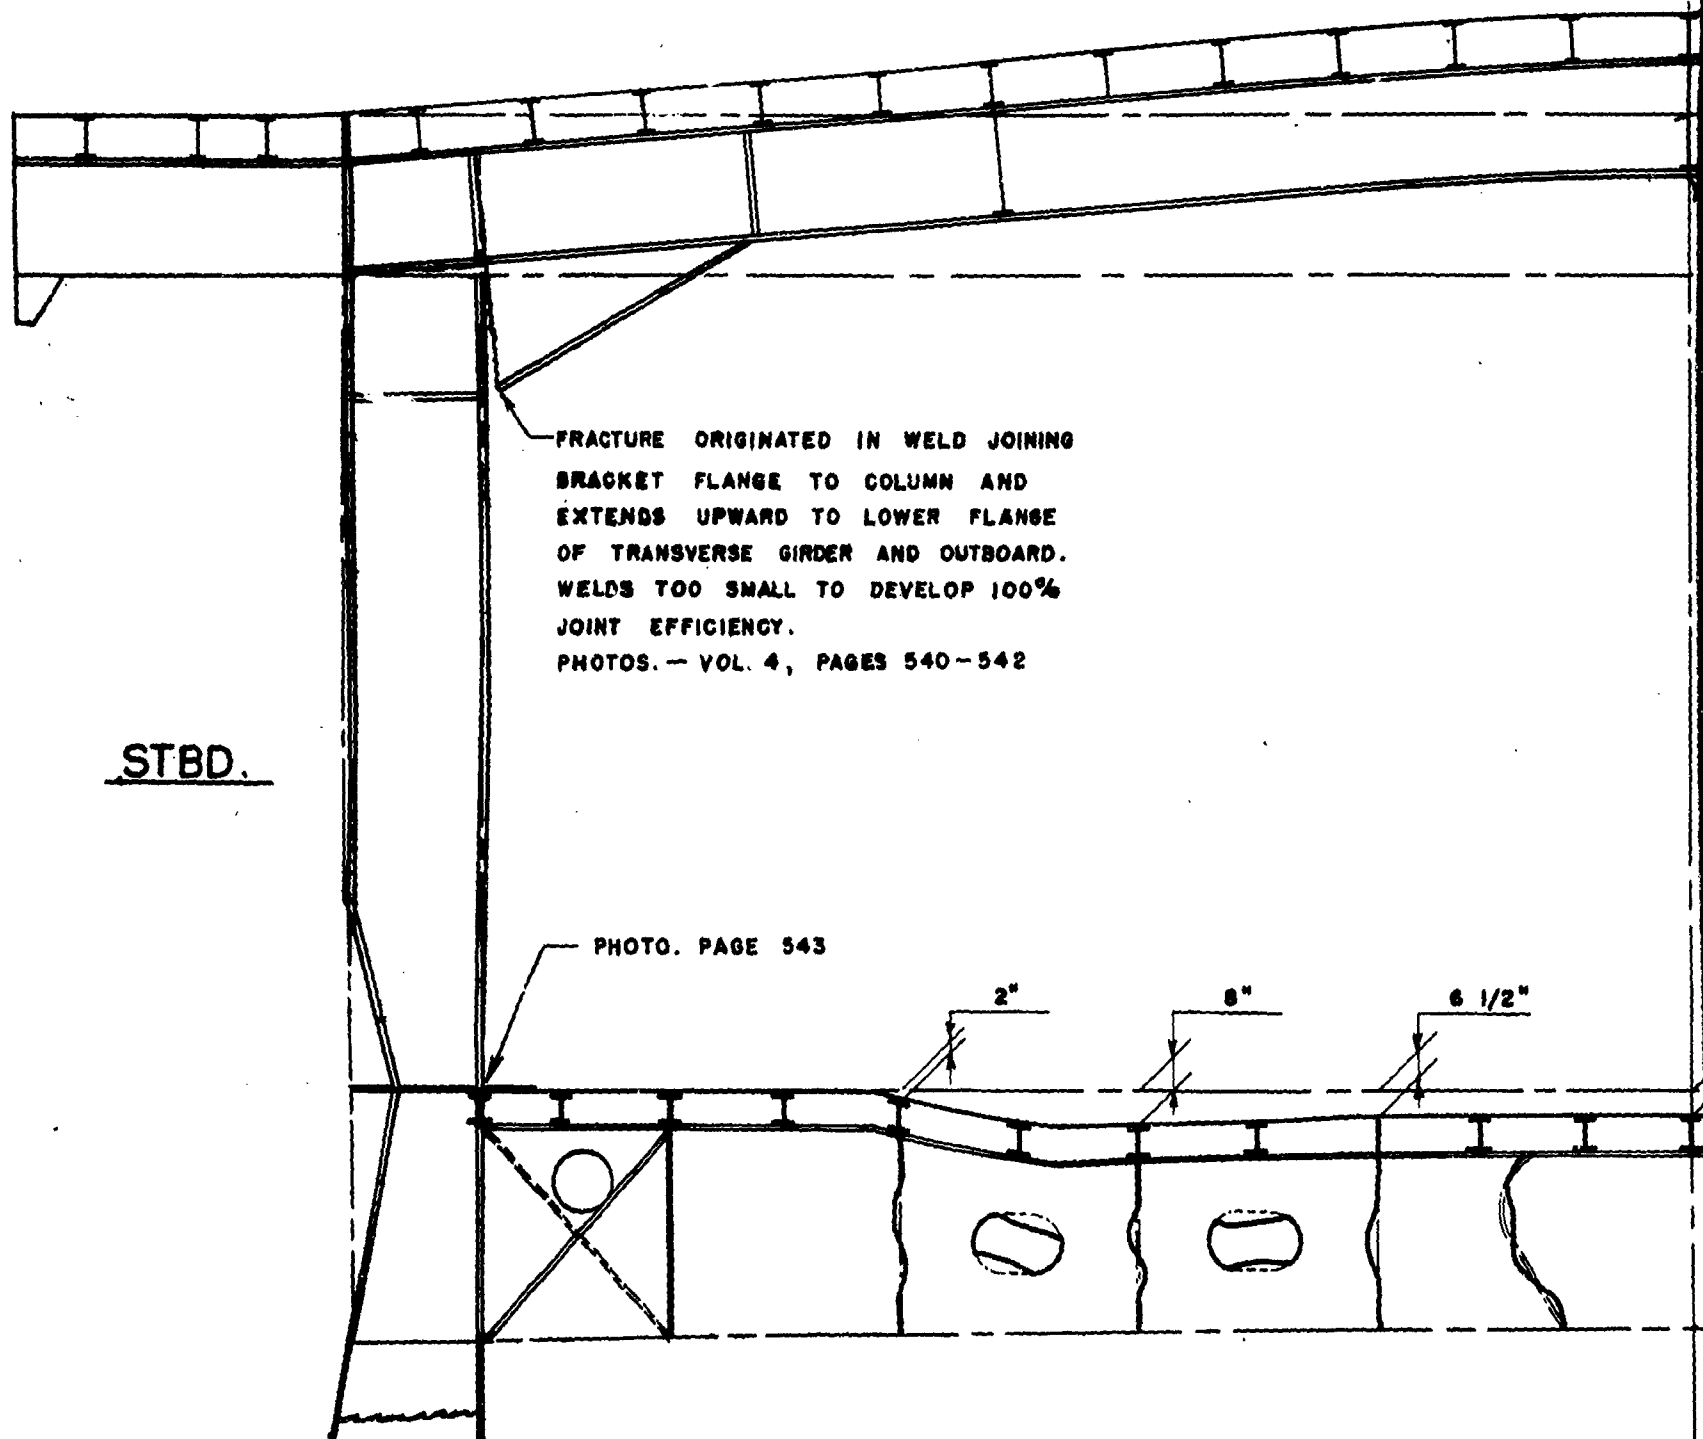 FRACTURE ORIGINATED IN WELD JOINING
BRACKET FLANGE TO COLUMN AND
EXTENDS UPWARD TO LOWER FLANGE
OF TRANSVERSE GIRDER AND OUTBOARD.
WELDS TOO SMALL TO DEVELOP 100%
JOINT EFFICIENCY.
PHOTOS. — VOL. 4, PAGES 540-542
STBD.
PHOTO. PAGE 543
2" 8" 6 1/2"